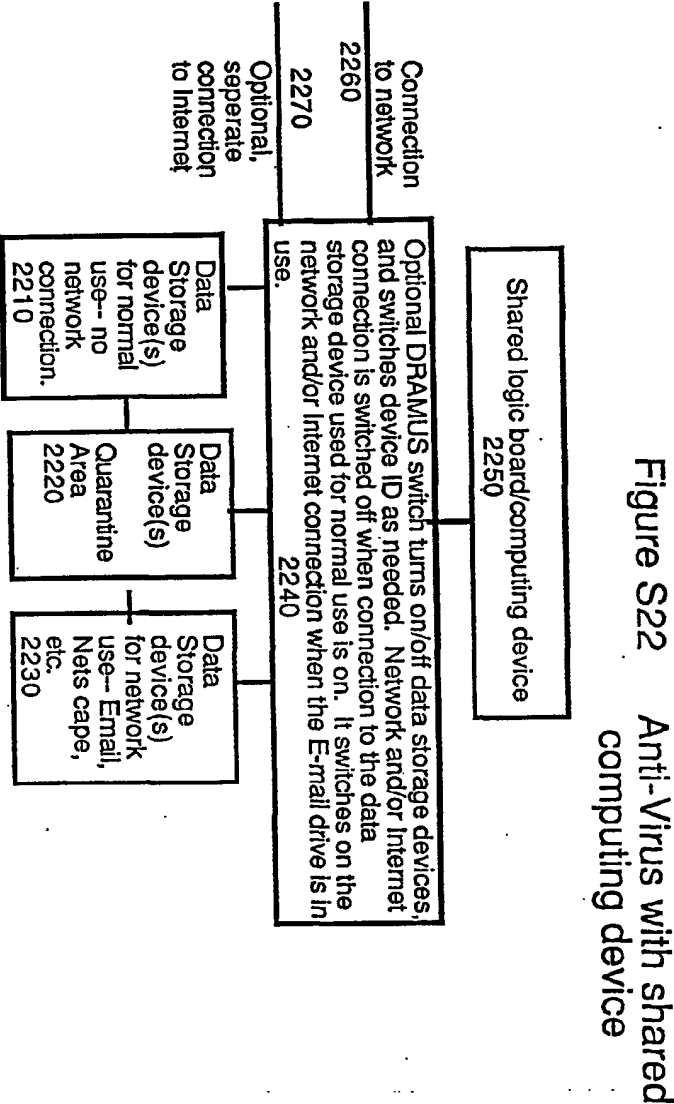 Figure S22 Anti-Virus with shared
computing device
Shared logic board/computing device
2250
Connection
to network
2260
2270
Optional,
seperate
connection
to Internet
Optional DRAMUS switch turns on/off data storage devices,
and switches device ID as needed. Network and/or Internet
connection is switched off when connection to the data
storage device used for normal use is on. It switches on the
network and/or Internet connection when the E-mail drive is in
use.
2240
Data
Storage
device(s)
for normal
use-- no
network
connection.
2210
Data
Storage
device(s)
Quarantine
Area
2220
Data
Storage
device(s)
for network
use-- Email,
Nets cape,
etc.
2230